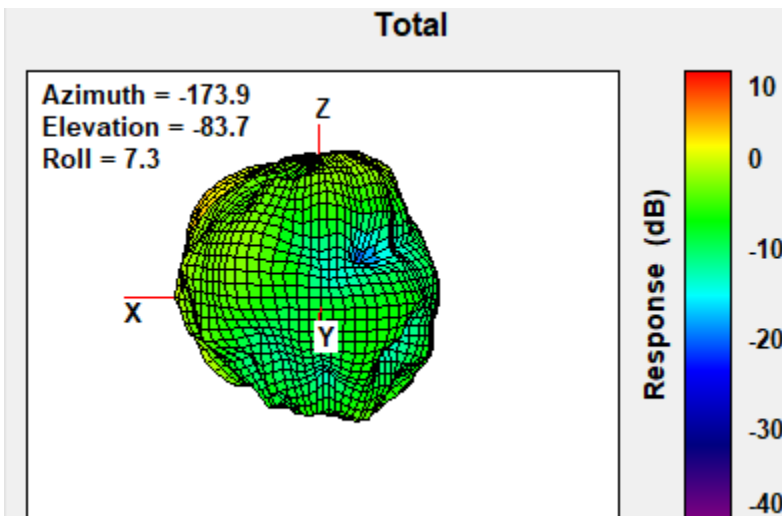 Total
Azimuth = -173.9
Elevation = -83.7
Roll = 7.3
Z
X
Y
10
0
-10
-20
-30
-40
Response (dB)